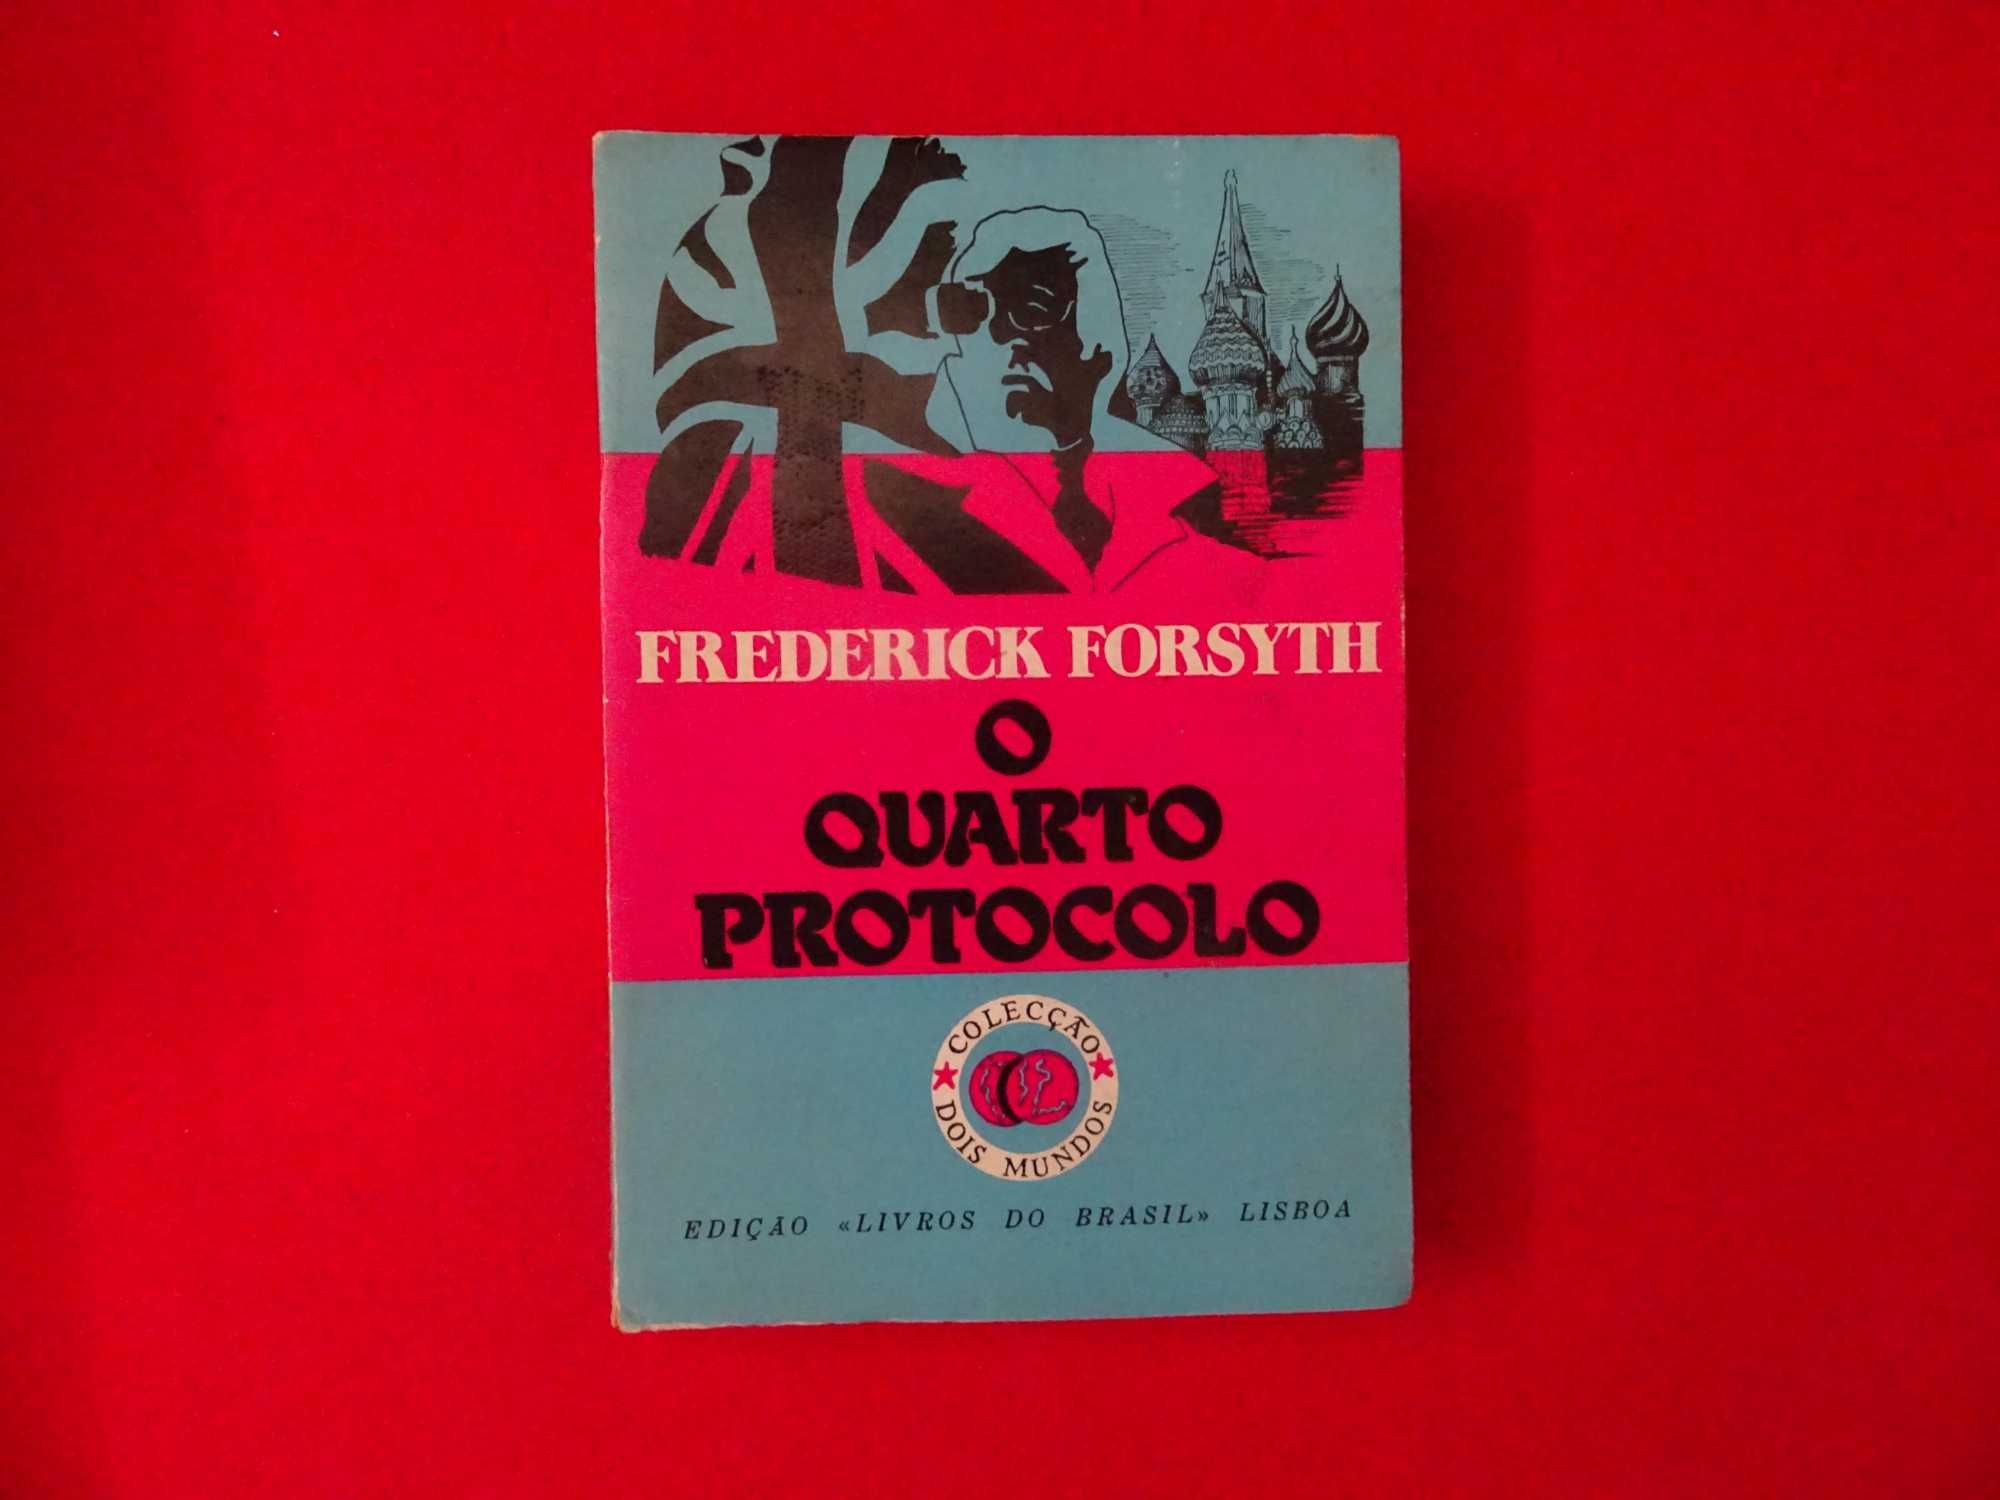 FREDERICK FORSYTH
O
QUARTO
PROTOCOLO
COLECÇÃO
DOIS MUNDOS
EDIÇÃO «LIVROS DO BRASIL» LISBOA